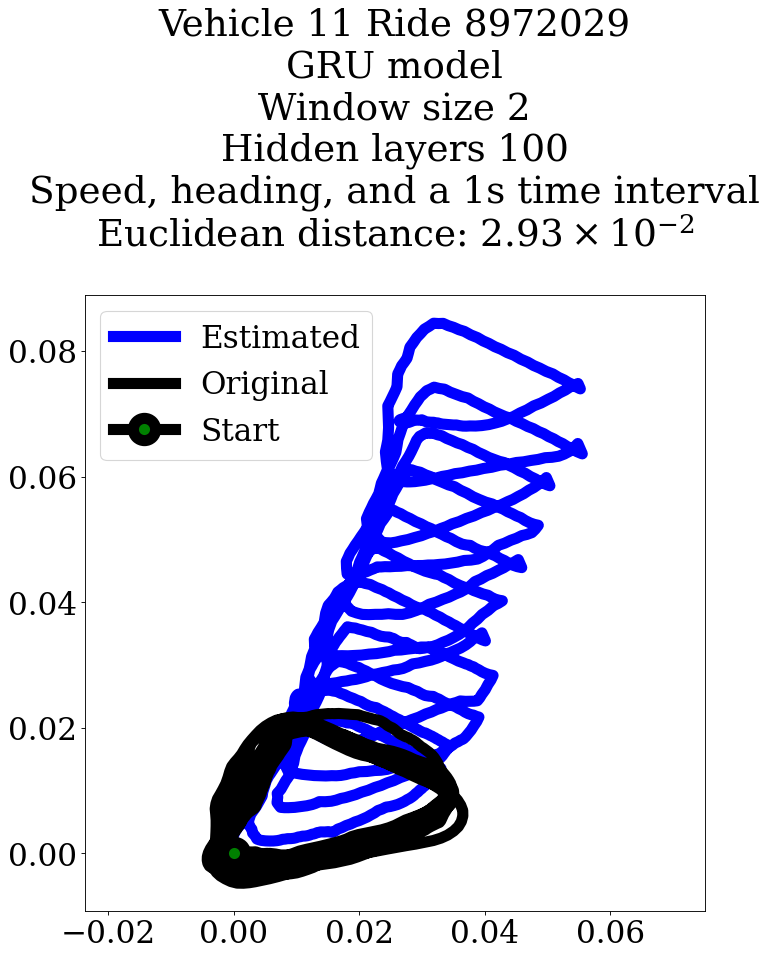 Vehicle 11 Ride 8972029
GRU model
Window size 2
Hidden layers 100
Speed, heading, and a 1s time interval
Euclidean distance: 2.93 × 10⁻²
Estimated
Original
Start
0.08
0.06
0.04
0.02
0.00
−0.02 0.00 0.02 0.04 0.06